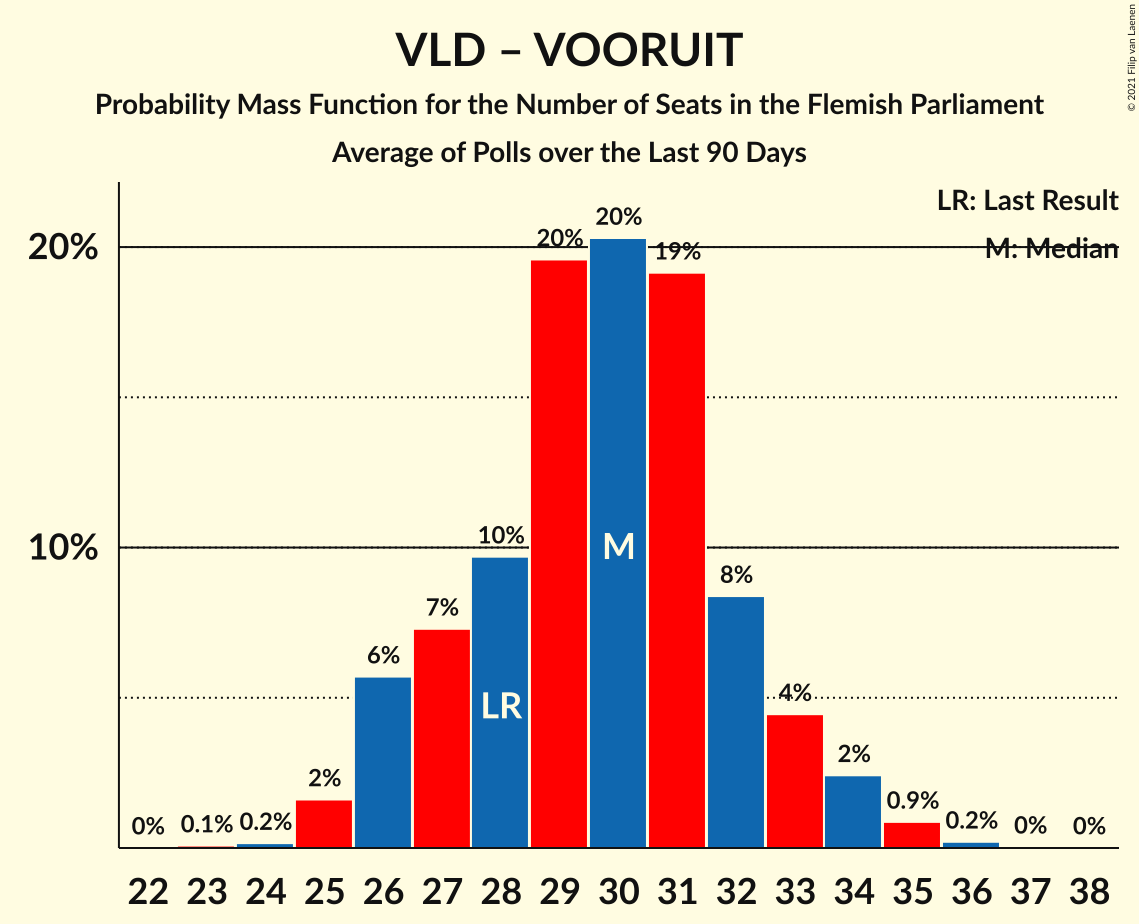 VLD – VOORUIT
Probability Mass Function for the Number of Seats in the Flemish Parliament
Average of Polls over the Last 90 Days
© 2021 Filip van Laenen
LR: Last Result
M: Median
20%
10%
0% 0.1% 0.2% 2% 6% 7% 10% 20% 20% 19% 8% 4% 2% 0.9% 0.2% 0% 0%
LR
M
22 23 24 25 26 27 28 29 30 31 32 33 34 35 36 37 38